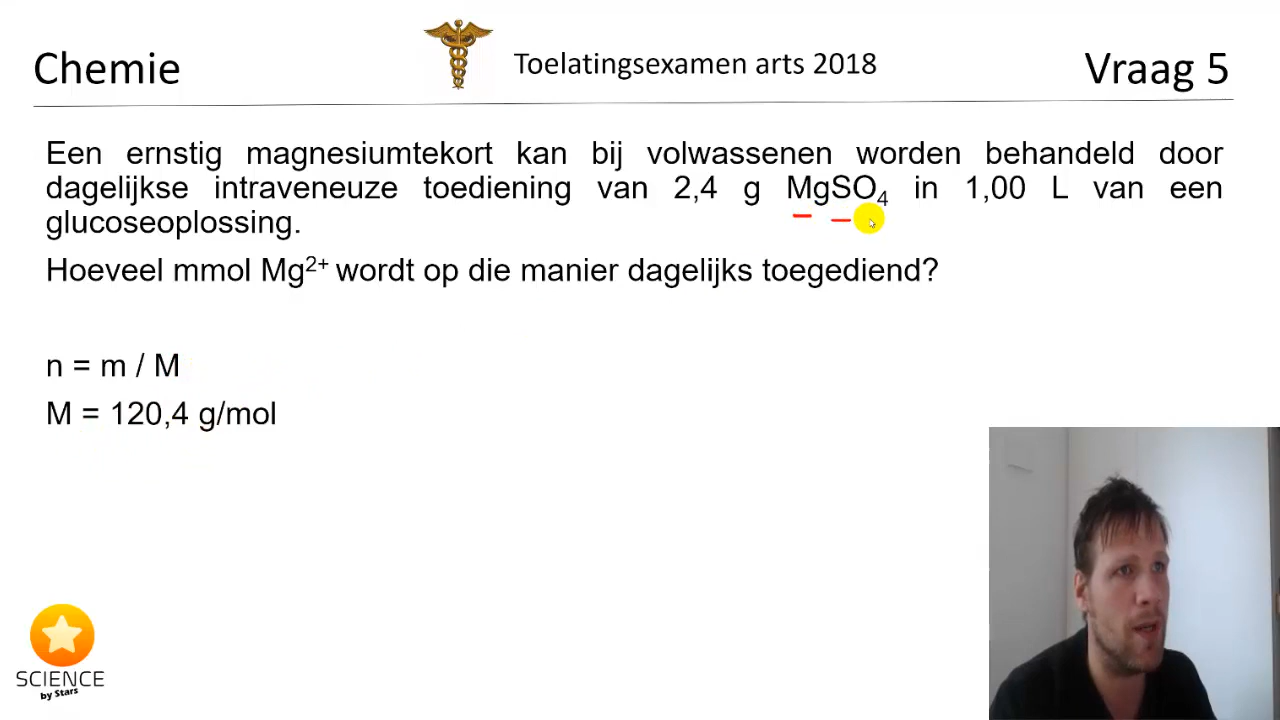 Chemie
Toelatingsexamen arts 2018
Vraag 5
Een ernstig magnesiumtekort kan bij volwassenen worden behandeld door
dagelijkse intraveneuze toediening van 2,4 g MgSO₄ in 1,00 L van een
glucoseoplossing.
Hoeveel mmol Mg²⁺ wordt op die manier dagelijks toegediend?
n = m / M
M = 120,4 g/mol
SCIENCE
by Stars